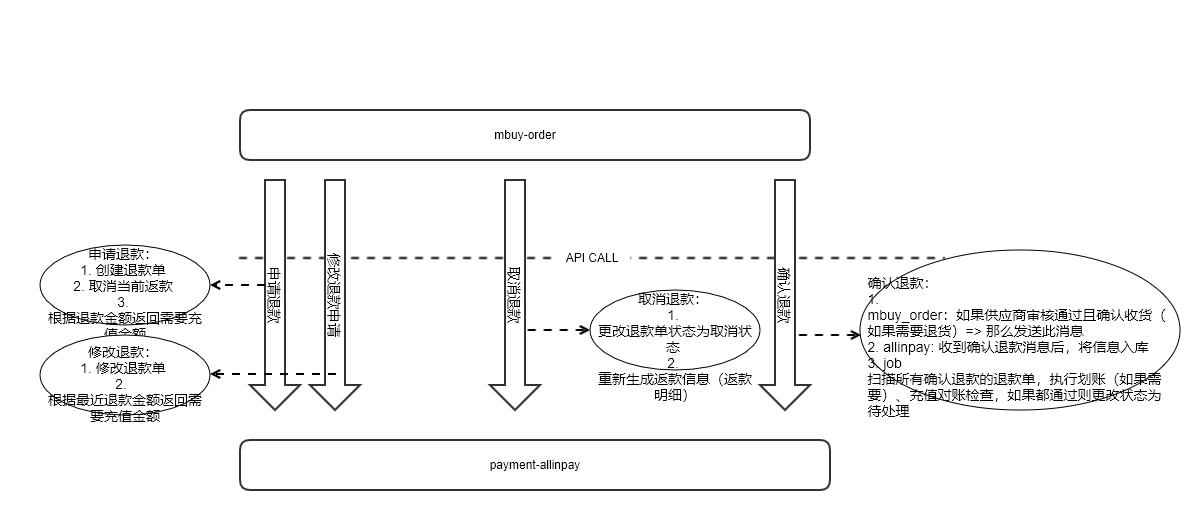 mbuy-order
API CALL
申请退款
修改退款申请
取消退款
确认退款
申请退款：
1. 创建退款单
2. 取消当前返款
3.
根据退款金额返回需要充
值金额
修改退款：
1. 修改退款单
2.
根据最近退款金额返回需
要充值金额
取消退款：
1.
更改退款单状态为取消状
态
2.
重新生成返款信息（返款
明细）
确认退款：
1.
mbuy_order：如果供应商审核通过且确认收货（
如果需要退货）=> 那么发送此消息
2. allinpay: 收到确认退款消息后，将信息入库
3. job
扫描所有确认退款的退款单，执行划账（如果需
要）、充值对账检查，如果都通过则更改状态为
待处理
payment-allinpay